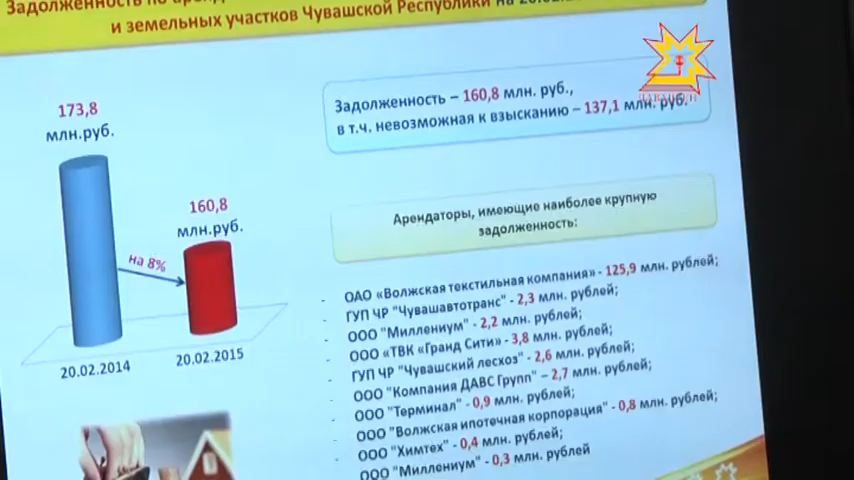 Задолженность по
и земельных участков Чувашской Республики на
173,8
млн.руб.
160,8
млн.руб.
на 8%
20.02.2014
20.02.2015
Задолженность – 160,8 млн. руб.,
в т.ч. невозможная к взысканию – 137,1 млн. руб.
Арендаторы, имеющие наиболее крупную
задолженность:
- ОАО «Волжская текстильная компания» - 125,9 млн. рублей;
- ГУП ЧР "Чувашавтотранс" - 2,3 млн. рублей;
- ООО "Миллениум" - 2,2 млн. рублей;
- ООО «ТВК «Гранд Сити» - 3,8 млн. рублей;
- ГУП ЧР "Чувашский лесхоз" - 2,6 млн. рублей;
- ООО "Компания ДАВС Групп" – 2,7 млн. рублей;
- ООО "Терминал" - 0,9 млн. рублей;
- ООО "Волжская ипотечная корпорация" - 0,8 млн. рублей;
- ООО "Химтех" - 0,4 млн. рублей;
ООО "Миллениум" - 0,3 млн. рублей